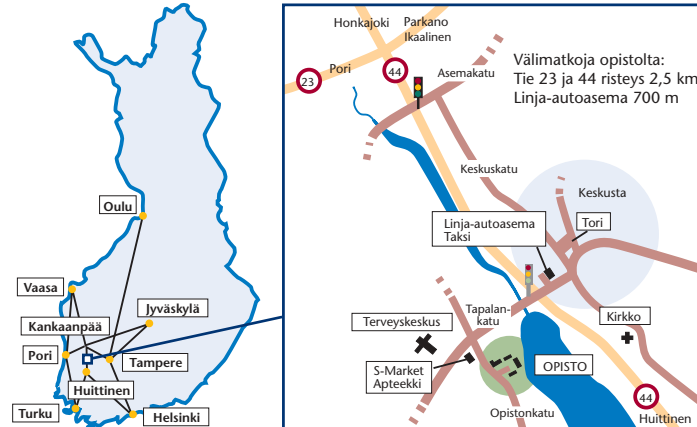 Oulu
Vaasa
Jyväskylä
Kankaanpää
Pori
Tampere
Huittinen
Turku
Helsinki
Honkajoki
Parkano
Ikaalinen
Pori
23
44
Asemakatu
Välimatkoja opistolta:
Tie 23 ja 44 risteys 2,5 km
Linja-autoasema 700 m
Keskuskatu
Keskusta
Linja-autoasema
Taksi
Tori
Tapalan-
katu
Kirkko
Terveyskeskus
S-Market
Apteekki
OPISTO
Opistonkatu
44
Huittinen